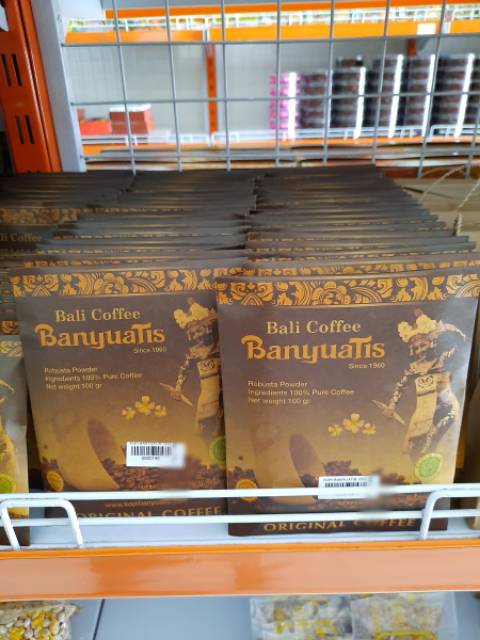 Bali Coffee
Banyuatis
Since 1960
Robusta Powder
Ingredients 100% Pure Coffee
Net weight 100 gr
ORIGINAL COFFEE
Bali Coffee
Banyuatis
Since 1960
Robusta Powder
Ingredients 100% Pure Coffee
Net weight 100 gr
ORIGINAL COFFEE